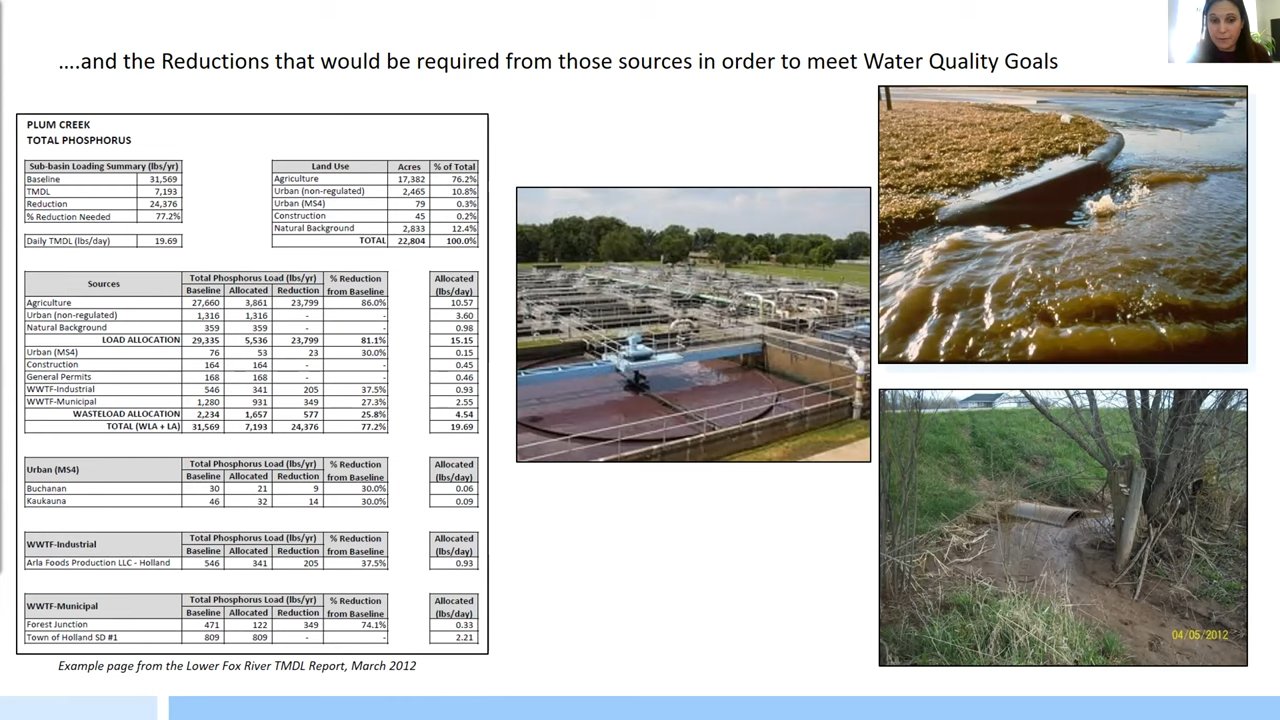 ....and the Reductions that would be required from those sources in order to meet Water Quality Goals
PLUM CREEK
TOTAL PHOSPHORUS
Sub-basin Loading Summary (lbs/yr)
Baseline 31,569
TMDL 7,193
Reduction 24,376
% Reduction Needed 77.2%
Daily TMDL (lbs/day) 19.69
Land Use Acres % of Total
Agriculture 17,382 76.2%
Urban (non-regulated) 2,465 10.8%
Urban (MS4) 79 0.3%
Construction 45 0.2%
Natural Background 2,833 12.4%
TOTAL 22,804 100.0%
Sources Total Phosphorus Load (lbs/yr) % Reduction Allocated
Baseline Allocated Reduction from Baseline (lbs/day)
Agriculture 27,660 3,861 23,799 86.0% 10.57
Urban (non-regulated) 1,316 1,316 - - 3.60
Natural Background 359 359 - - 0.98
LOAD ALLOCATION 29,335 5,536 23,799 81.1% 15.15
Urban (MS4) 76 53 23 30.0% 0.15
Construction 164 164 - - 0.45
General Permits 168 168 - - 0.46
WWTF-Industrial 546 341 205 37.5% 0.93
WWTF-Municipal 1,280 931 349 27.3% 2.55
WASTELOAD ALLOCATION 2,234 1,657 577 25.8% 4.54
TOTAL (WLA + LA) 31,569 7,193 24,376 77.2% 19.69
Urban (MS4) Total Phosphorus Load (lbs/yr) % Reduction Allocated
Baseline Allocated Reduction from Baseline (lbs/day)
Buchanan 30 21 9 30.0% 0.06
Kaukauna 46 32 14 30.0% 0.09
WWTF-Industrial Total Phosphorus Load (lbs/yr) % Reduction Allocated
Baseline Allocated Reduction from Baseline (lbs/day)
Arla Foods Production LLC - Holland 546 341 205 37.5% 0.93
WWTF-Municipal Total Phosphorus Load (lbs/yr) % Reduction Allocated
Baseline Allocated Reduction from Baseline (lbs/day)
Forest Junction 471 122 349 74.1% 0.33
Town of Holland SD #1 809 809 - - 2.21
Example page from the Lower Fox River TMDL Report, March 2012
04/05/2012